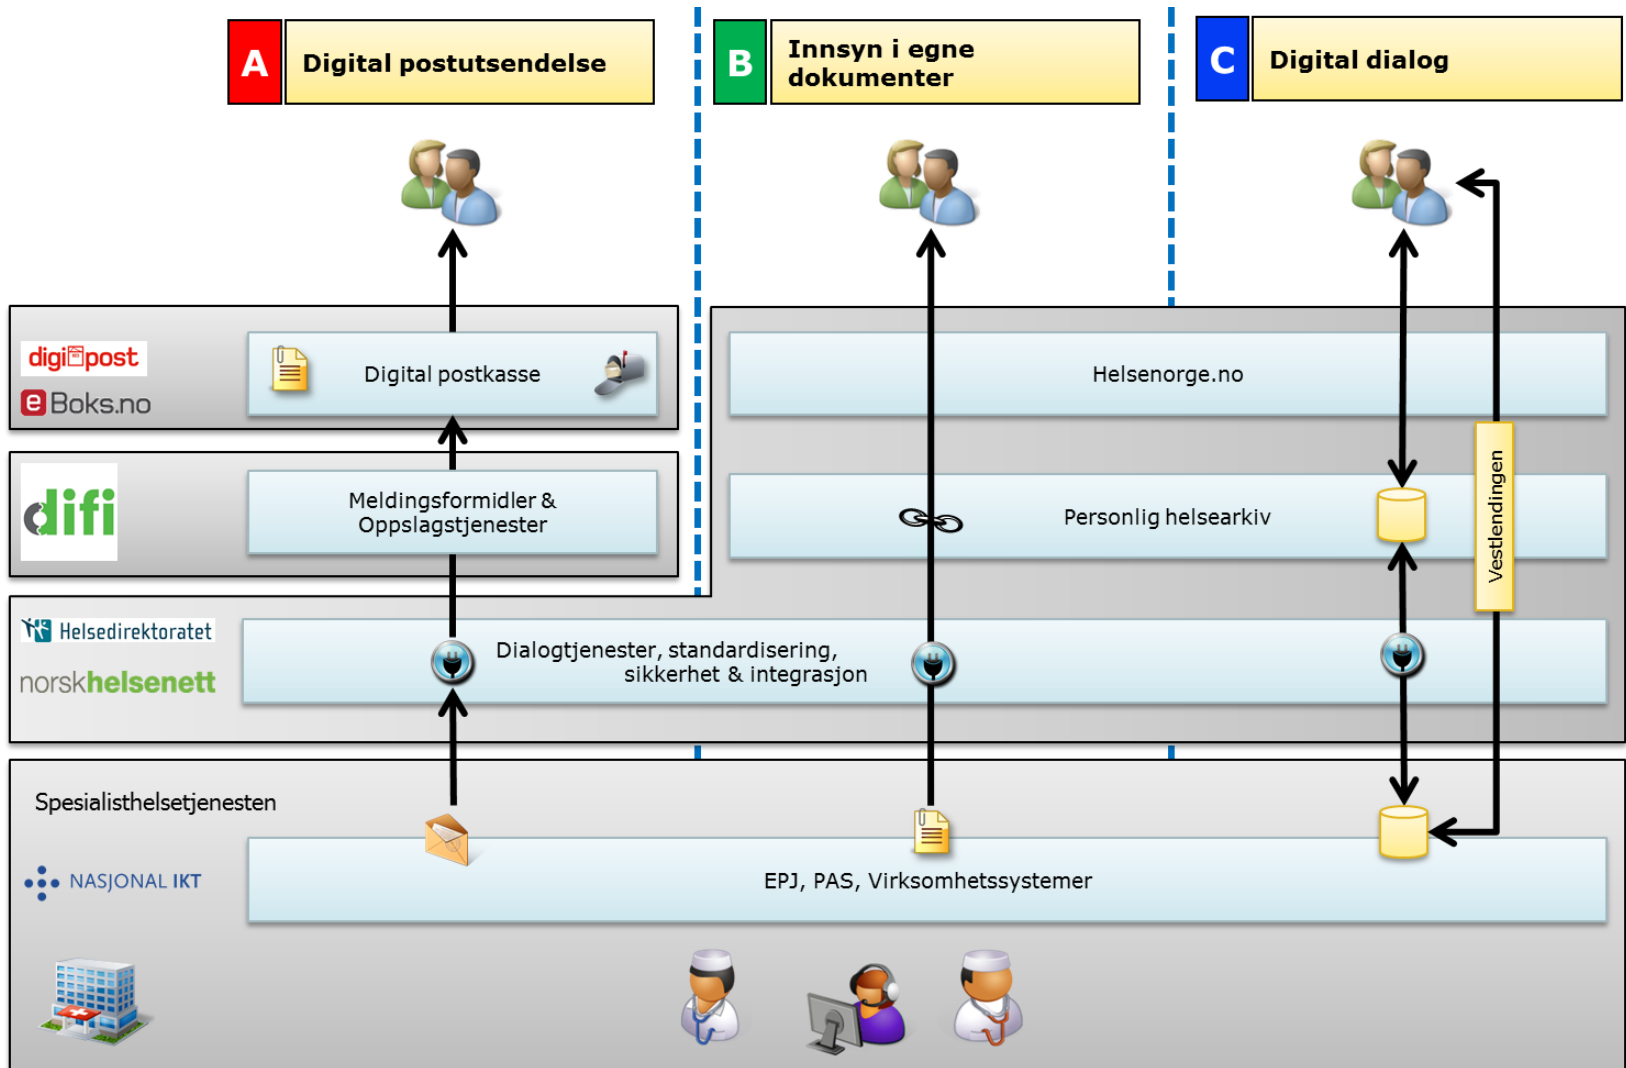 A
Digital postutsendelse
B
Innsyn i egne
dokumenter
C
Digital dialog
digipost
e Boks.no
Digital postkasse
Helsenorge.no
difi
Meldingsformidler &
Oppslagstjenester
Personlig helsearkiv
Vestlendingen
Helsedirektoratet
norskhelsenett
Dialogtjenester, standardisering,
sikkerhet & integrasjon
Spesialisthelsetjenesten
NASJONAL IKT
EPJ, PAS, Virksomhetssystemer